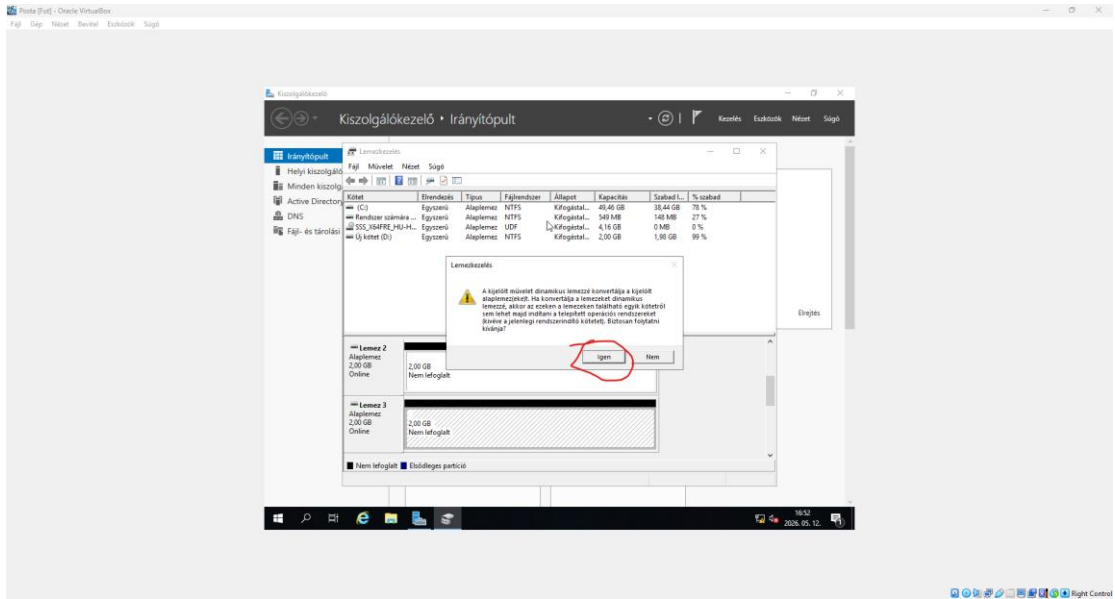 Posta [Fut] - Oracle VirtualBox
Fájl Gép Nézet Bevitel Eszközök Súgó
Kiszolgálókezelő
Kiszolgálókezelő Irányítópult
Kezelés Eszközök Nézet Súgó
Irányítópult
Helyi kiszolgáló
Minden kiszolg
Active Directory
DNS
Fájl- és tárolási
Lemezkezelés
Fájl Művelet Nézet Súgó
Kötet Elrendezés Típus Fájlrendszer Állapot Kapacitás Szabad l... % szabad
(C:) Egyszerű Alaplemez NTFS Kifogástal... 49,46 GB 38,44 GB 78 %
Rendszer számára ... Egyszerű Alaplemez NTFS Kifogástal... 549 MB 148 MB 27 %
SSS_X64FRE_HU-H... Egyszerű Alaplemez UDF Kifogástal... 4,16 GB 0 MB 0 %
Új kötet (D:) Egyszerű Alaplemez NTFS Kifogástal... 2,00 GB 1,98 GB 99 %
Lemezkezelés
A kijelölt művelet dinamikus lemezzé konvertálja a kijelölt
alaplemez(eke)t. Ha konvertálja a lemezeket dinamikus
lemezzé, akkor az ezeken a lemezeken található egyik kötetről
sem lehet majd indítani a telepített operációs rendszereket
(kivéve a jelenlegi rendszerindító kötetet). Biztosan folytatni
kívánja?
Igen Nem
Elrejtés
Lemez 2
Alaplemez
2,00 GB
Online
2,00 GB
Nem lefoglalt
Lemez 3
Alaplemez
2,00 GB
Online
2,00 GB
Nem lefoglalt
Nem lefoglalt Elsődleges partíció
16:52
2026. 05. 12.
Right Control